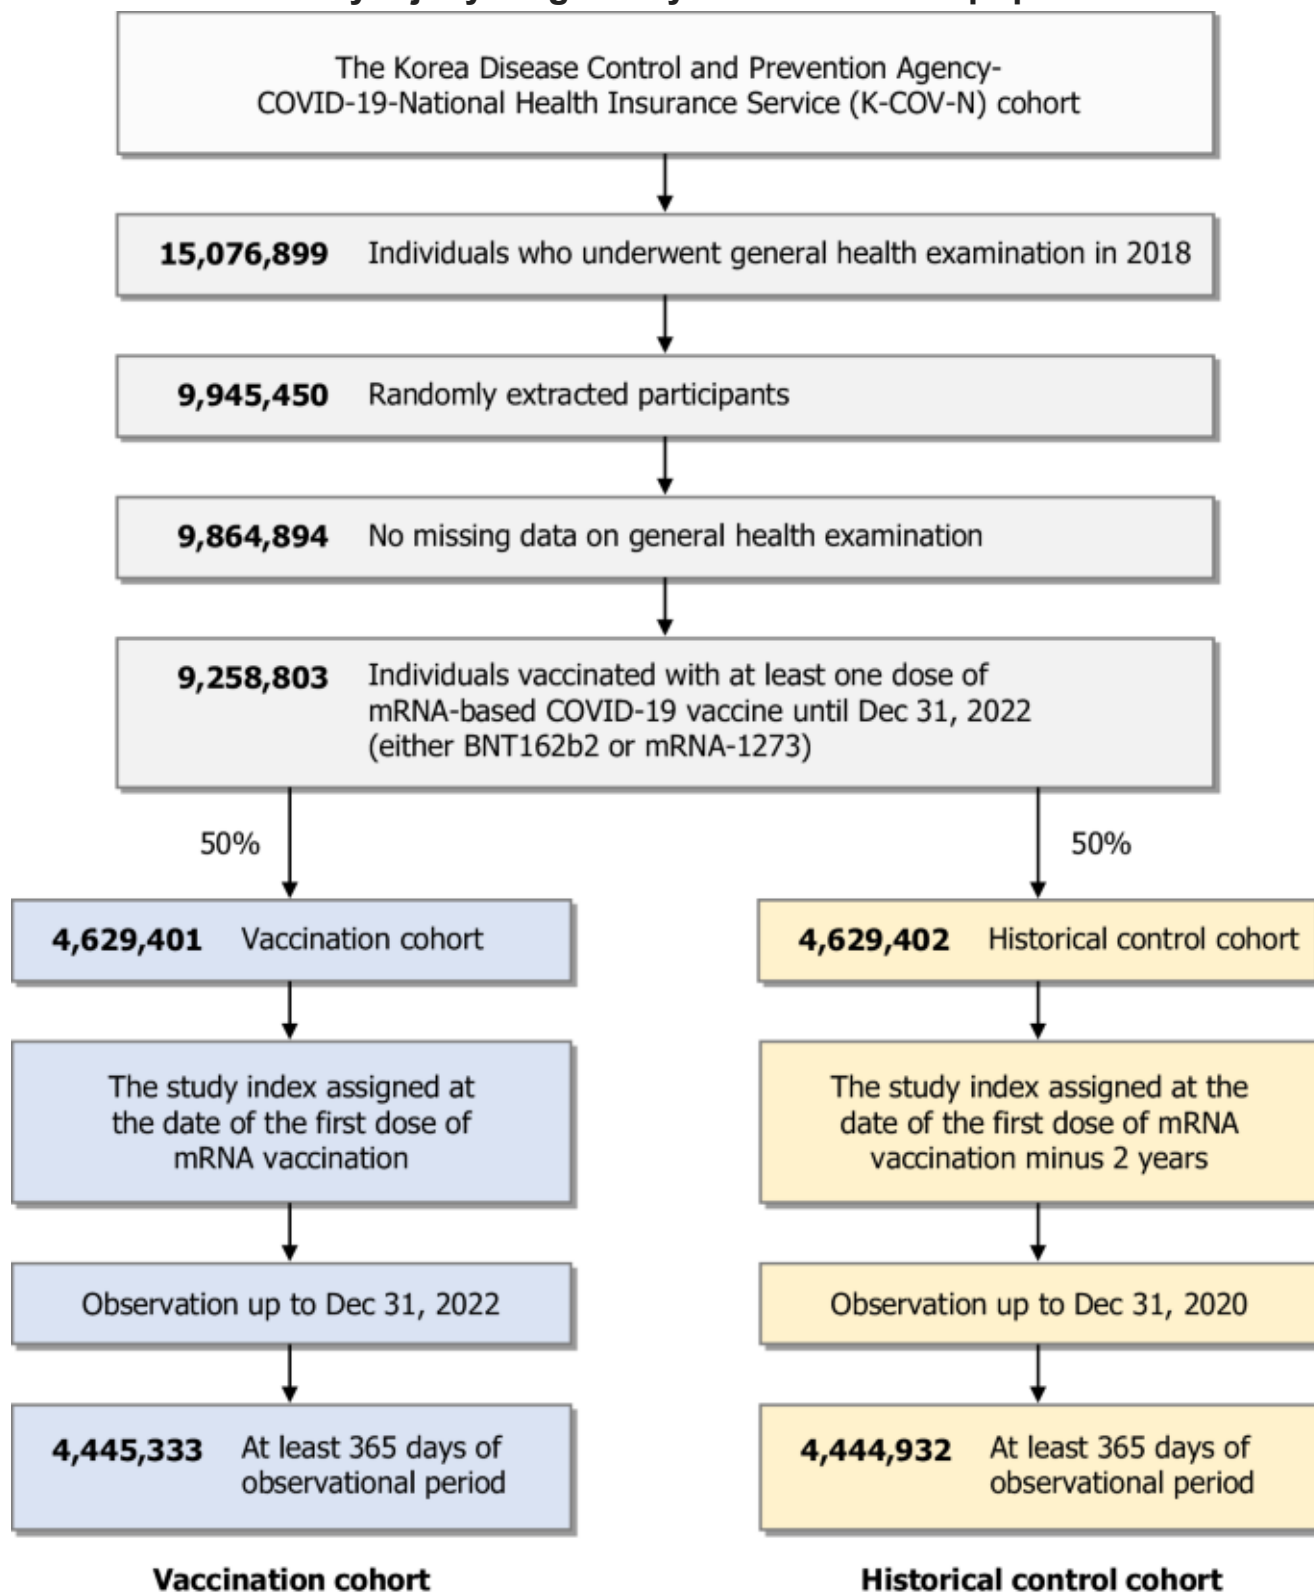 The Korea Disease Control and Prevention Agency-
COVID-19-National Health Insurance Service (K-COV-N) cohort
15,076,899 Individuals who underwent general health examination in 2018
9,945,450 Randomly extracted participants
9,864,894 No missing data on general health examination
9,258,803 Individuals vaccinated with at least one dose of
mRNA-based COVID-19 vaccine until Dec 31, 2022
(either BNT162b2 or mRNA-1273)
50%
50%
4,629,401 Vaccination cohort
4,629,402 Historical control cohort
The study index assigned at
the date of the first dose of
mRNA vaccination
The study index assigned at the
date of the first dose of mRNA
vaccination minus 2 years
Observation up to Dec 31, 2022
Observation up to Dec 31, 2020
4,445,333 At least 365 days of
observational period
4,444,932 At least 365 days of
observational period
Vaccination cohort
Historical control cohort